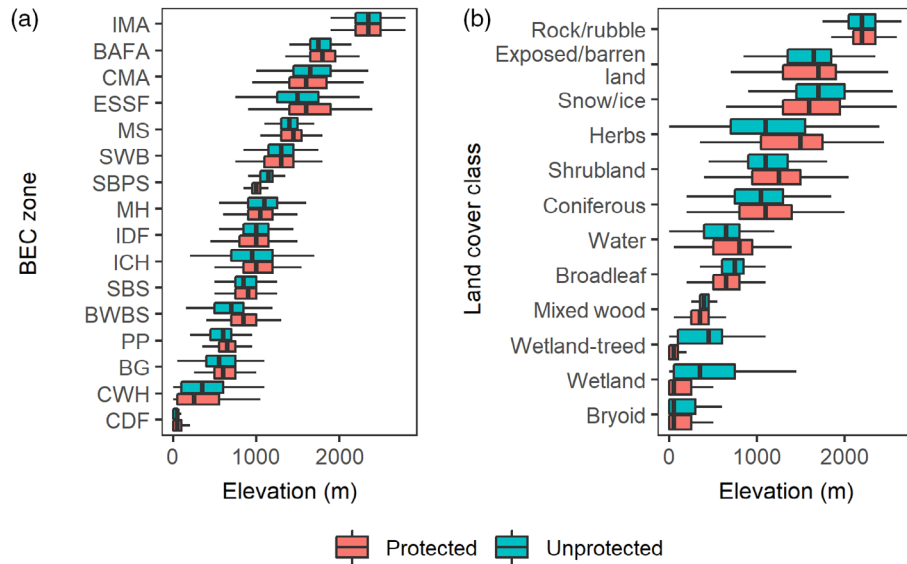 (a)
IMA
BAFA
CMA
ESSF
MS
SWB
SBPS
MH
IDF
ICH
SBS
BWBS
PP
BG
CWH
CDF
BEC zone
0 1000 2000
Elevation (m)
(b)
Rock/rubble
Exposed/barren
land
Snow/ice
Herbs
Shrubland
Coniferous
Water
Broadleaf
Mixed wood
Wetland-treed
Wetland
Bryoid
Land cover class
0 1000 2000
Elevation (m)
Protected Unprotected